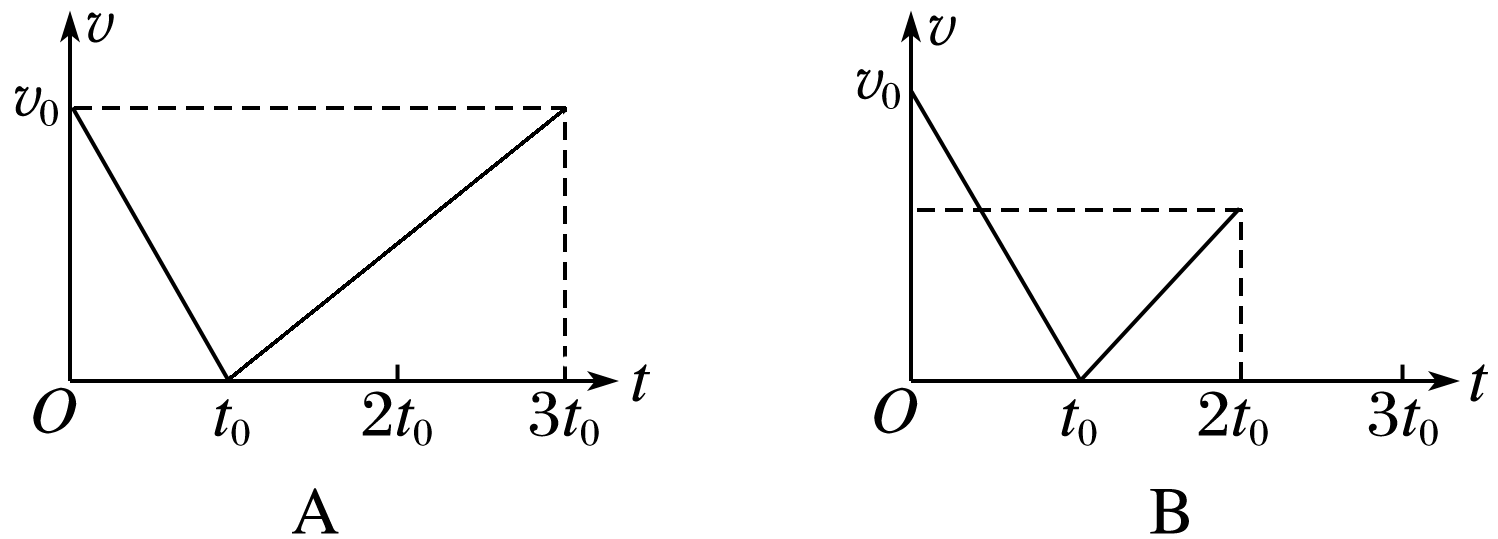 v v
v₀ v₀
O t₀ 2t₀ 3t₀ t O t₀ 2t₀ 3t₀ t
A B